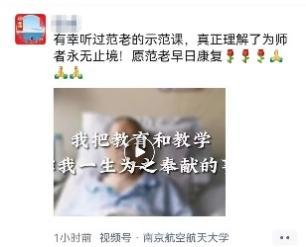 有幸听过范老的示范课，真正理解了为师
者永无止境！愿范老早日康复
我把教育和教学
我一生为之奉献的
1小时前 视频号·南京航空航天大学